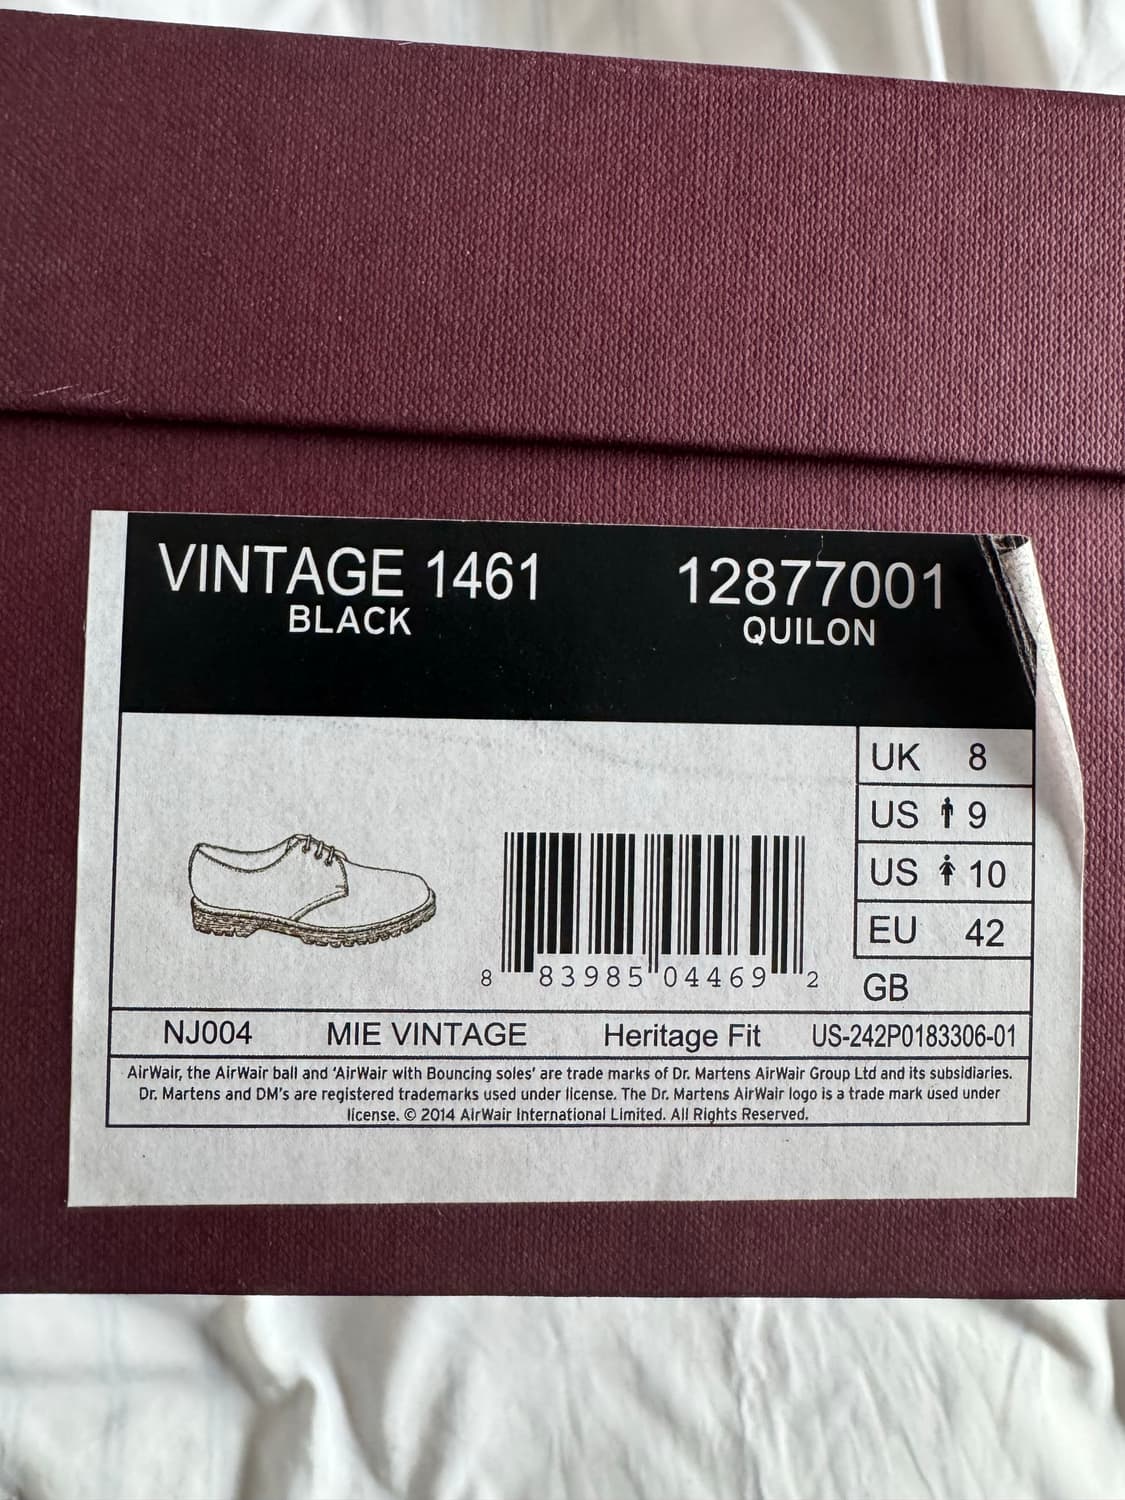 VINTAGE 1461
BLACK
12877001
QUILON
UK 8
US 9
US 10
EU 42
GB
8 83985 04469 2
NJ004 MIE VINTAGE Heritage Fit US-242P0183306-01
AirWair, the AirWair ball and ‘AirWair with Bouncing soles’ are trade marks of Dr. Martens AirWair Group Ltd and its subsidiaries.
Dr. Martens and DM's are registered trademarks used under license. The Dr. Martens AirWair logo is a trade mark used under
license. © 2014 AirWair International Limited. All Rights Reserved.